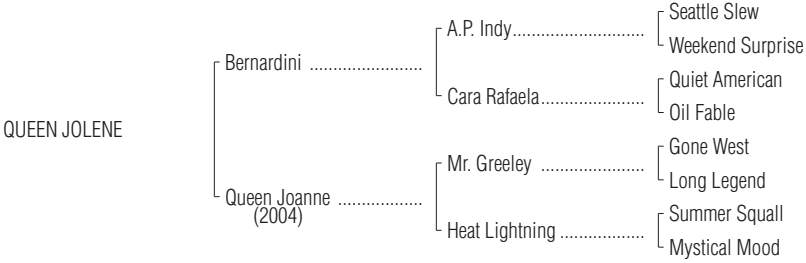 Seattle Slew
A.P. Indy..............................
Weekend Surprise
Bernardini ........................
Quiet American
Cara Rafaela........................
Oil Fable
QUEEN JOLENE
Gone West
Mr. Greeley ........................
Long Legend
Queen Joanne ..................
(2004)
Summer Squall
Heat Lightning ...................
Mystical Mood